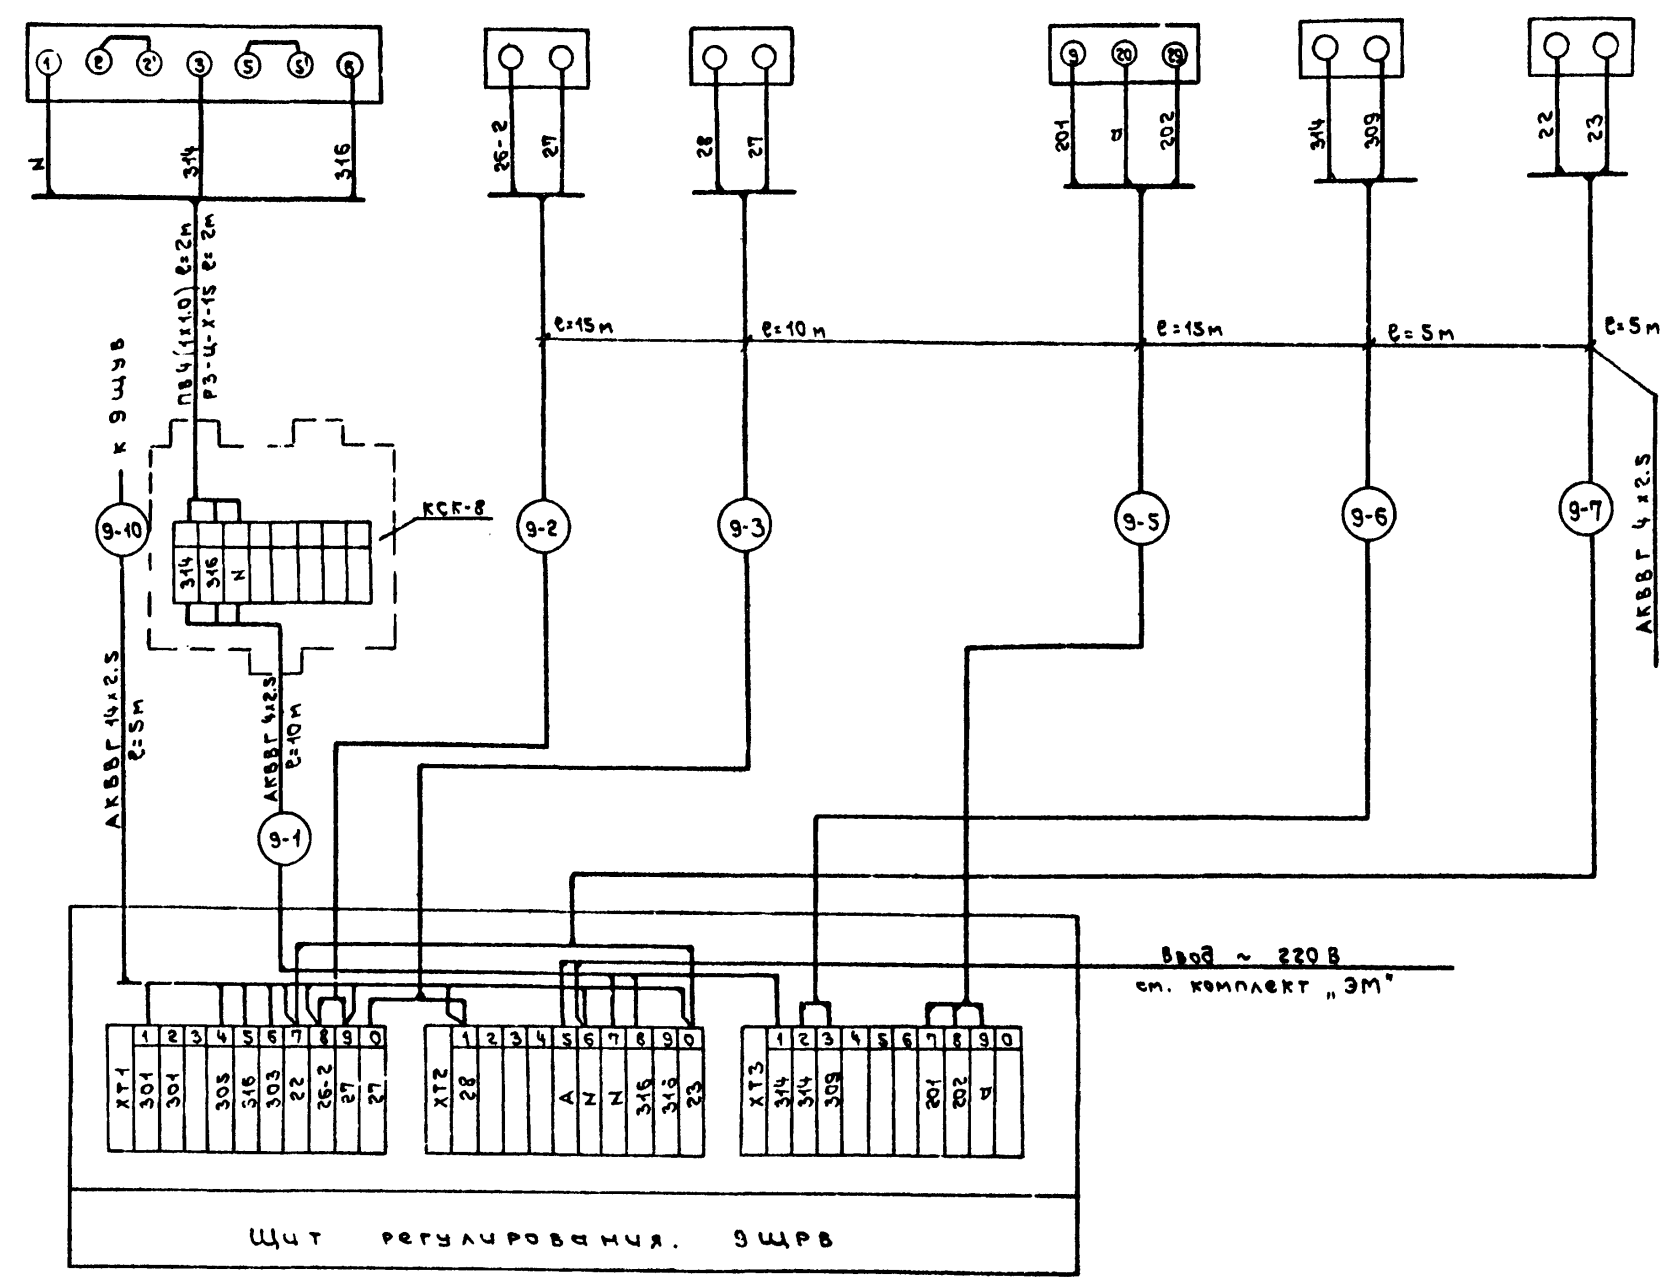 1 2 2' 3 5 5' 6
9 20 29
N 314 316
26-2 27
28 27
201 a 202
314 309
22 23
ПВ4(1х1.0) ℓ=2м
РЗ-Ц-Х-15 ℓ=2м
ℓ=15м
ℓ=10м
ℓ=15м
ℓ=5м
ℓ=5м
к 9ЩУВ
КСК-8
9-10 9-2 9-3 9-5 9-6 9-7
314 316 N
АКВВГ 4х2.5
АКВВГ 14х2.5
ℓ=5м
АКВВГ 4х2.5
ℓ=10м
9-1
Ввод ~ 220В
см. комплект „ЭМ"
ХТ1 1 2 3 4 5 6 7 8 9 0
301 301 305 316 303 22 26-2 27 27
ХТ2 1 2 3 4 5 6 7 8 9 0
28 A N N 316 316 23
ХТ3 1 2 3 4 5 6 7 8 9 0
314 314 309 201 202 a
Щит регулирования. 9ЩРВ